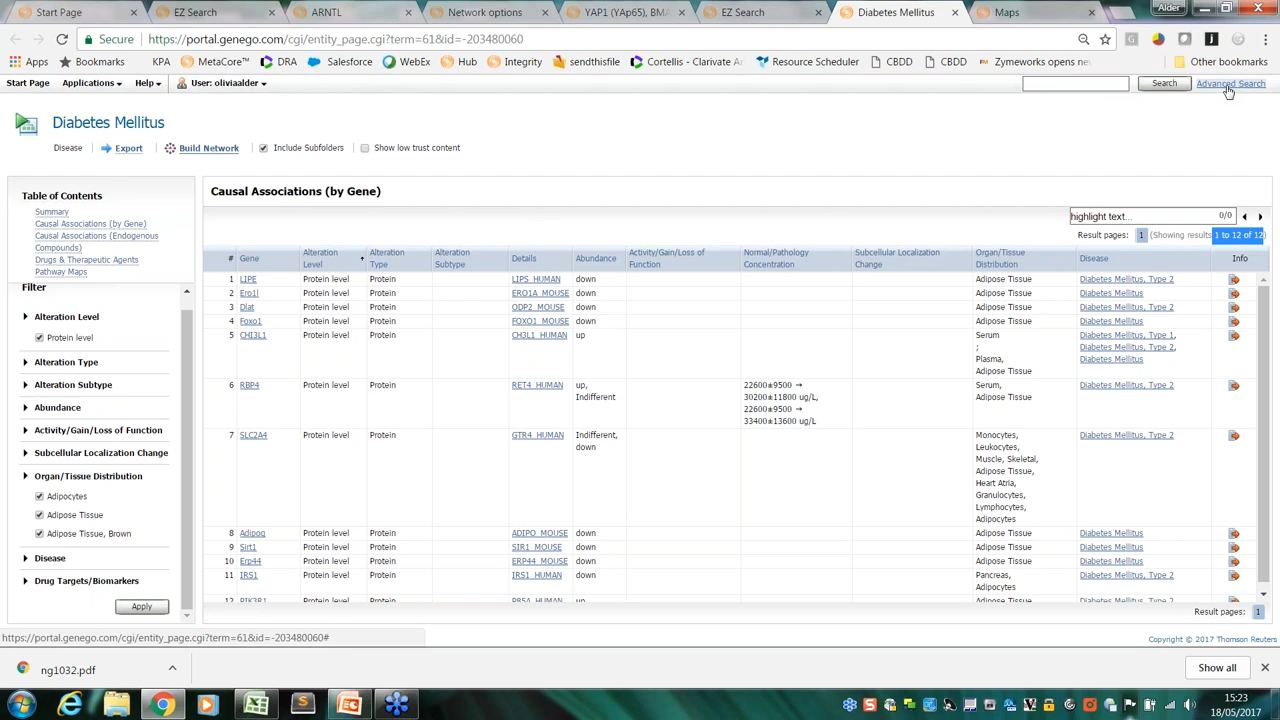 Start Page EZ Search ARNTL Network options YAP1 (YAp65), BMA EZ Search Diabetes Mellitus Maps Alder
Secure https://portal.genego.com/cgi/entity_page.cgi?term=61&id=-203480060
Apps Bookmarks KPA MetaCore™ DRA Salesforce WebEx Hub Integrity sendthisfile Cortellis - Clarivate A Resource Scheduler CBDD CBDD Zymeworks opens ne Other bookmarks
Start Page Applications Help User: oliviaalder Search Advanced Search
Diabetes Mellitus
Disease Export Build Network Include Subfolders Show low trust content
Table of Contents
Summary
Causal Associations (by Gene)
Causal Associations (Endogenous
Compounds)
Drugs & Therapeutic Agents
Pathway Maps
Filter
Alteration Level
Protein level
Alteration Type
Alteration Subtype
Abundance
Activity/Gain/Loss of Function
Subcellular Localization Change
Organ/Tissue Distribution
Adipocytes
Adipose Tissue
Adipose Tissue, Brown
Disease
Drug Targets/Biomarkers
Apply
Causal Associations (by Gene)
highlight text... 0/0
Result pages: 1 (Showing results 1 to 12 of 12)
# Gene Alteration Level Alteration Type Alteration Subtype Details Abundance Activity/Gain/Loss of Function Normal/Pathology Concentration Subcellular Localization Change Organ/Tissue Distribution Disease Info
1 LIPE Protein level Protein LIPS_HUMAN down Adipose Tissue Diabetes Mellitus, Type 2
2 Ero1l Protein level Protein ERO1A_MOUSE down Adipose Tissue Diabetes Mellitus, Type 2
3 Dlat Protein level Protein ODP2_MOUSE down Adipose Tissue Diabetes Mellitus, Type 2
4 Foxo1 Protein level Protein FOXO1_MOUSE down Adipose Tissue Diabetes Mellitus
5 CHI3L1 Protein level Protein CH3L1_HUMAN up Serum Diabetes Mellitus, Type 1,
; Diabetes Mellitus, Type 2,
Plasma, Diabetes Mellitus
Adipose Tissue
6 RBP4 Protein level Protein RET4_HUMAN up, 22600±9500 → Serum, Diabetes Mellitus, Type 2
Indifferent 30200±11800 ug/L, Adipose Tissue
22600±9500 →
33400±13600 ug/L
7 SLC2A4 Protein level Protein GTR4_HUMAN Indifferent, Monocytes, Diabetes Mellitus, Type 2
down Leukocytes,
Muscle, Skeletal,
Adipose Tissue,
Heart Atria,
Granulocytes,
Lymphocytes,
Adipocytes
8 Adipoq Protein level Protein ADIPO_MOUSE down Adipose Tissue Diabetes Mellitus
9 Sirt1 Protein level Protein SIR1_MOUSE down Adipose Tissue Diabetes Mellitus
10 Erp44 Protein level Protein ERP44_MOUSE down Adipose Tissue Diabetes Mellitus
11 IRS1 Protein level Protein IRS1_HUMAN down Pancreas, Diabetes Mellitus, Type 2
Adipocytes
12 PIK3R1 Protein level Protein P85A_HUMAN up Adipose Tissue Diabetes Mellitus, Type 2
Result pages: 1
https://portal.genego.com/cgi/entity_page.cgi?term=61&id=-203480060#
Copyright © 2017 Thomson Reuters
ng1032.pdf Show all
15:23
18/05/2017